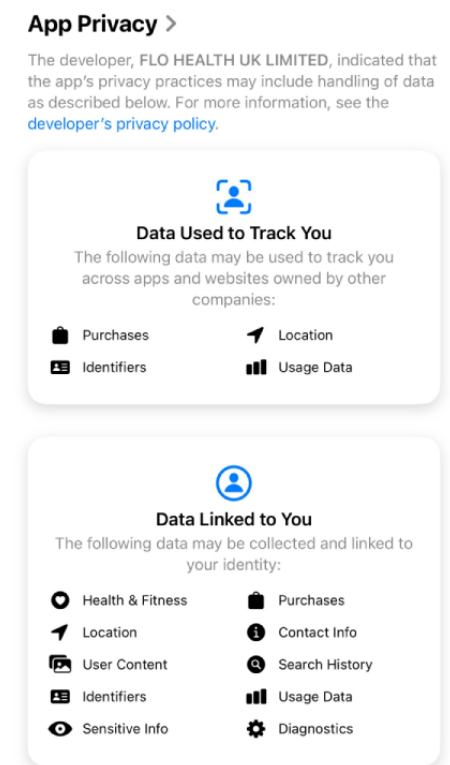 App Privacy >
The developer, FLO HEALTH UK LIMITED, indicated that
the app's privacy practices may include handling of data
as described below. For more information, see the
developer's privacy policy.
Data Used to Track You
The following data may be used to track you
across apps and websites owned by other
companies:
Purchases
Location
Identifiers
Usage Data
Data Linked to You
The following data may be collected and linked to
your identity:
Health & Fitness
Purchases
Location
Contact Info
User Content
Search History
Identifiers
Usage Data
Sensitive Info
Diagnostics